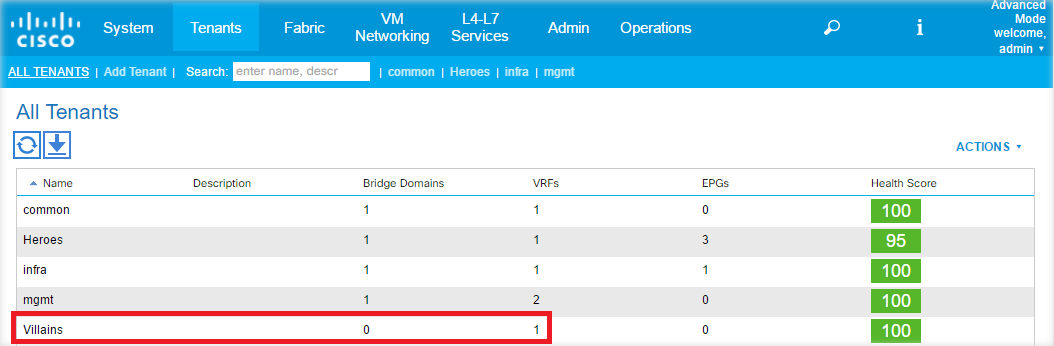 CISCO
System
Tenants
Fabric
VM
Networking
L4-L7
Services
Admin
Operations
i
Advanced
Mode
welcome,
admin
ALL TENANTS | Add Tenant | Search: enter name, descr | common | Heroes | infra | mgmt
All Tenants
ACTIONS
Name Description Bridge Domains VRFs EPGs Health Score
common 1 1 0 100
Heroes 1 1 3 95
infra 1 1 1 100
mgmt 1 2 0 100
Villains 0 1 0 100